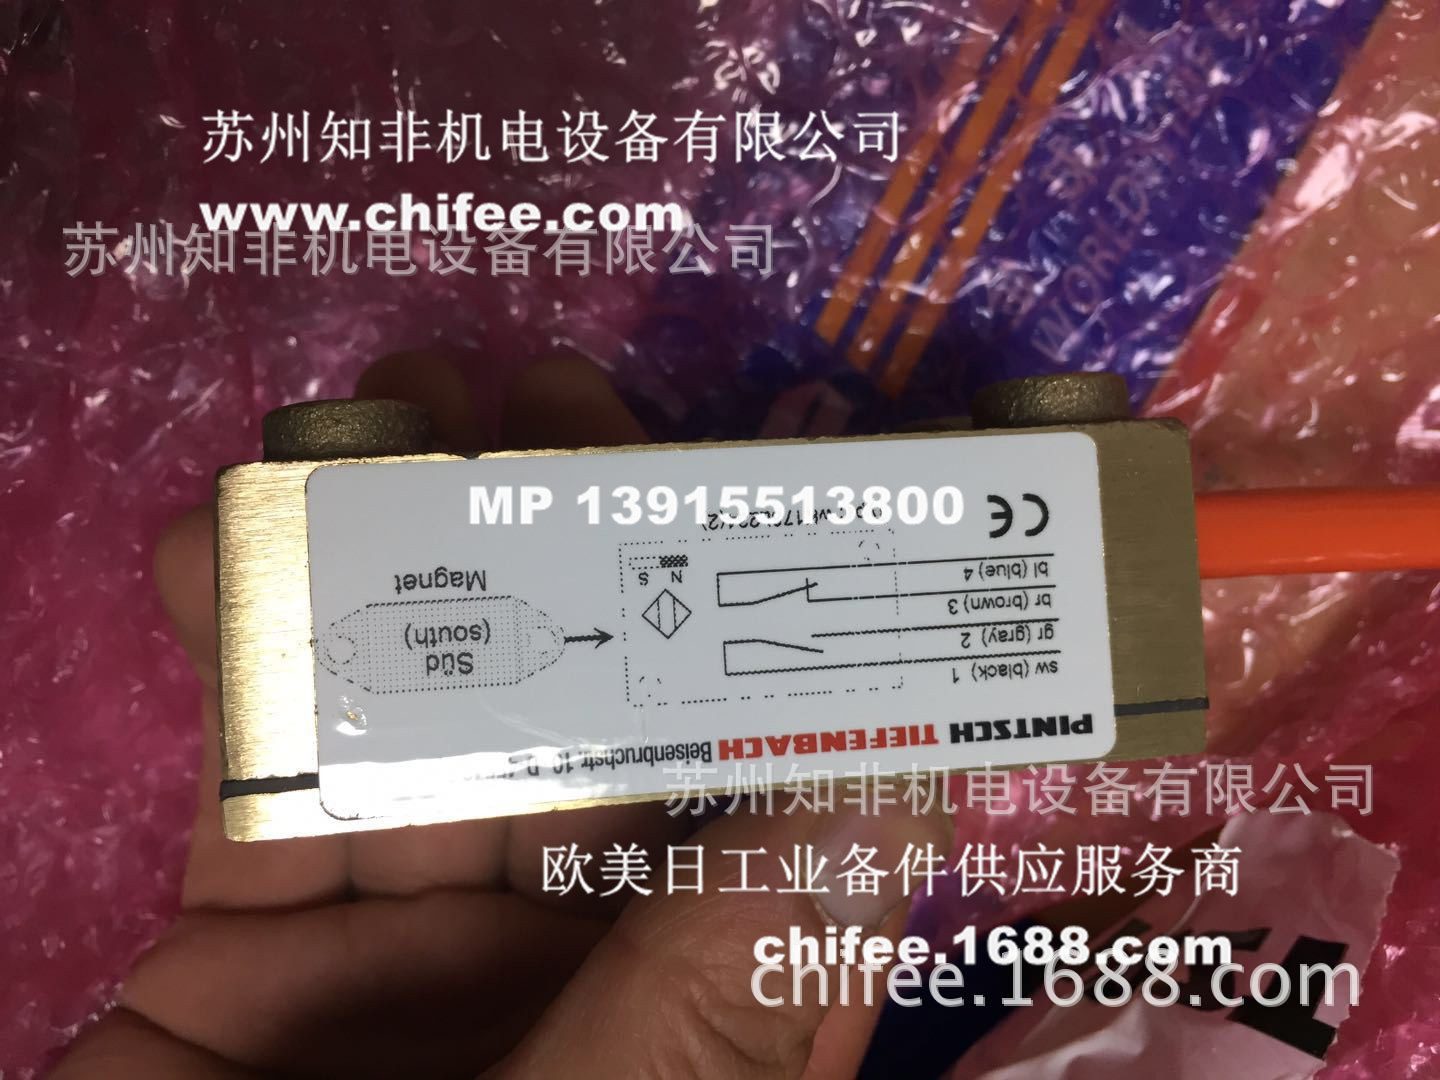 苏州知非机电设备有限公司
www.chifee.com
苏州知非机电设备有限公司
WORLD
MP 13915513800
CE
bl (blue) 4
br (brown) 3
gr (gray) 2
sw (black) 1
N S
Magnet
Süd
(south)
PINTSCH TIEFENBACH Beisenbruchstr. 10
苏州知非机电设备有限公司
欧美日工业备件供应服务商
chifee.1688.com
chifee.1688.com